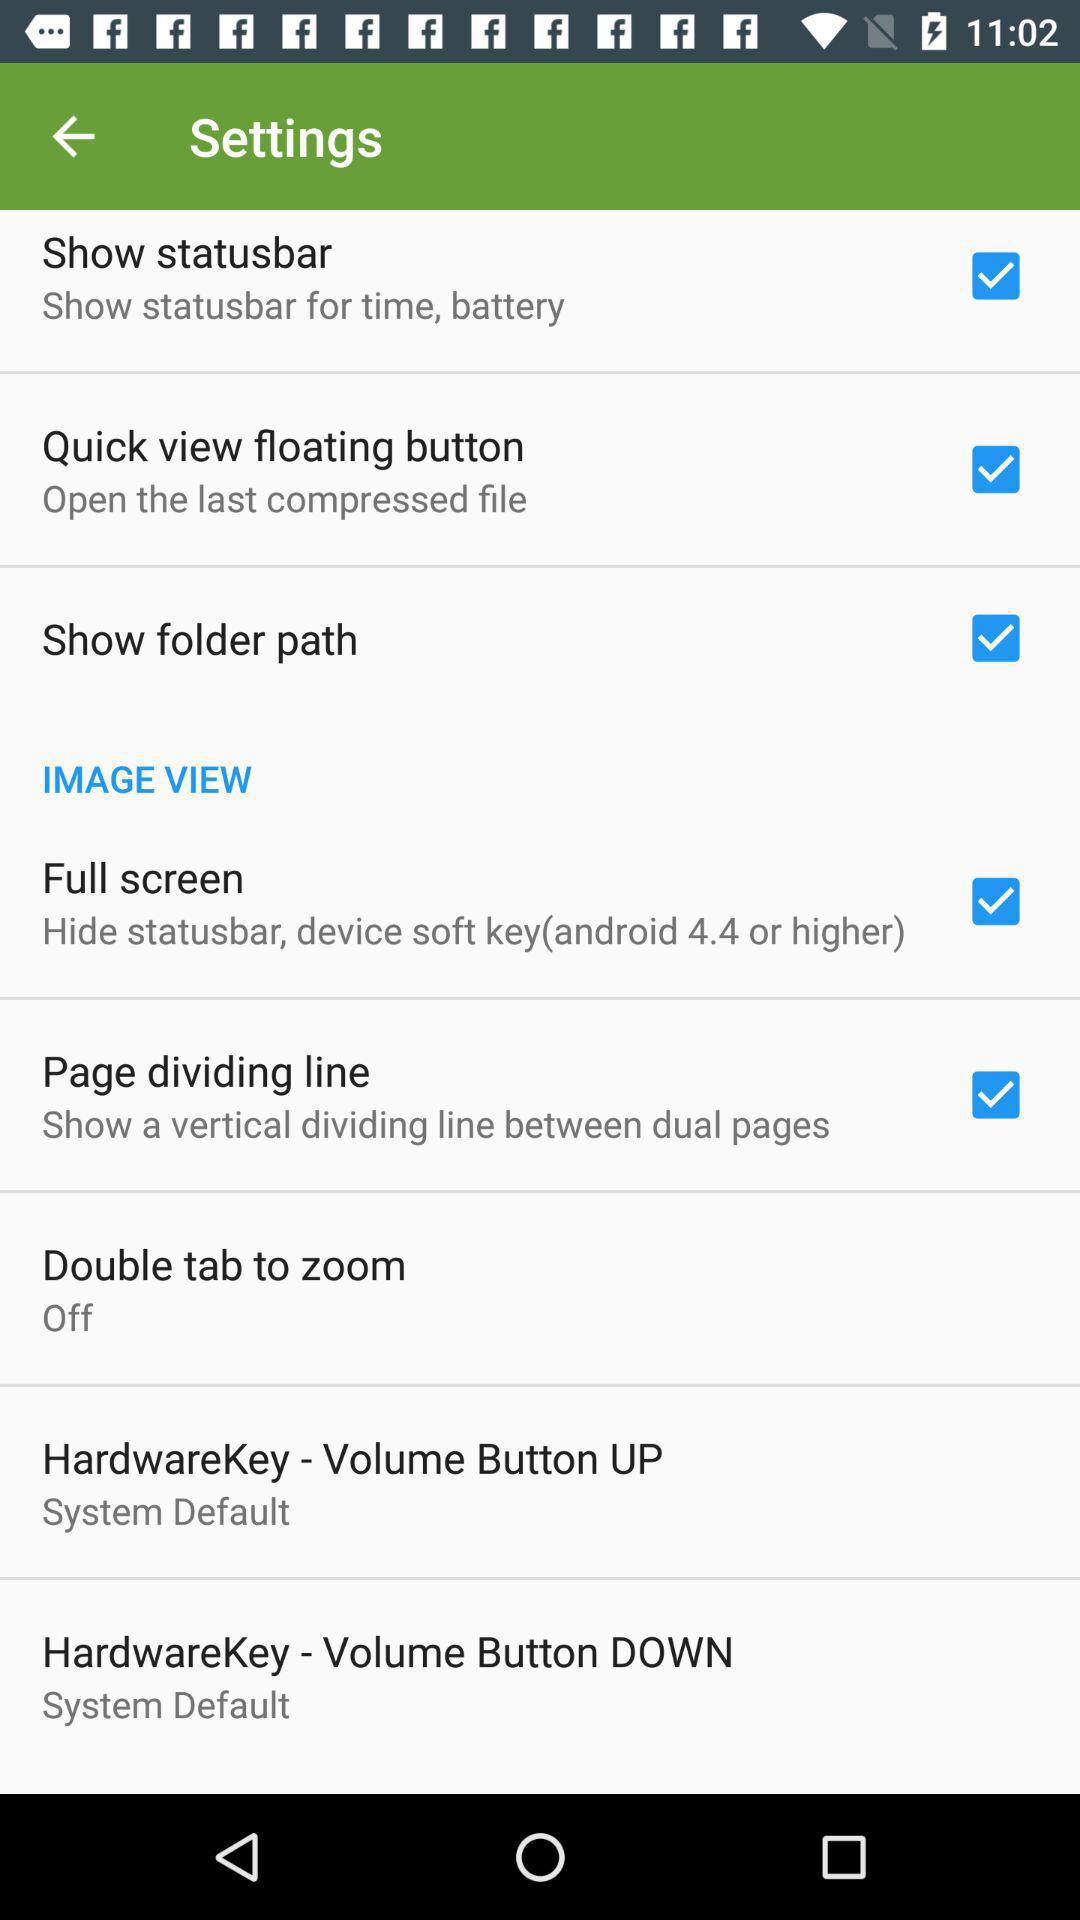 11:02
Settings
Show statusbar
Show statusbar for time, battery
Quick view floating button
Open the last compressed file
Show folder path
IMAGE VIEW
Full screen
Hide statusbar, device soft key(android 4.4 or higher)
Page dividing line
Show a vertical dividing line between dual pages
Double tab to zoom
Off
HardwareKey - Volume Button UP
System Default
HardwareKey - Volume Button DOWN
System Default